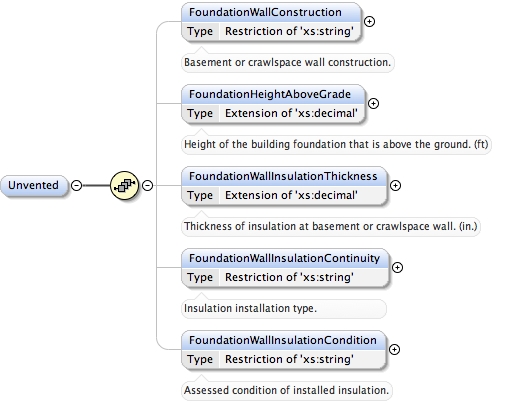 FoundationWallConstruction
Type Restriction of 'xs:string'
Basement or crawlspace wall construction.
FoundationHeightAboveGrade
Type Extension of 'xs:decimal'
Height of the building foundation that is above the ground. (ft)
Unvented
FoundationWallInsulationThickness
Type Extension of 'xs:decimal'
Thickness of insulation at basement or crawlspace wall. (in.)
FoundationWallInsulationContinuity
Type Restriction of 'xs:string'
Insulation installation type.
FoundationWallInsulationCondition
Type Restriction of 'xs:string'
Assessed condition of installed insulation.